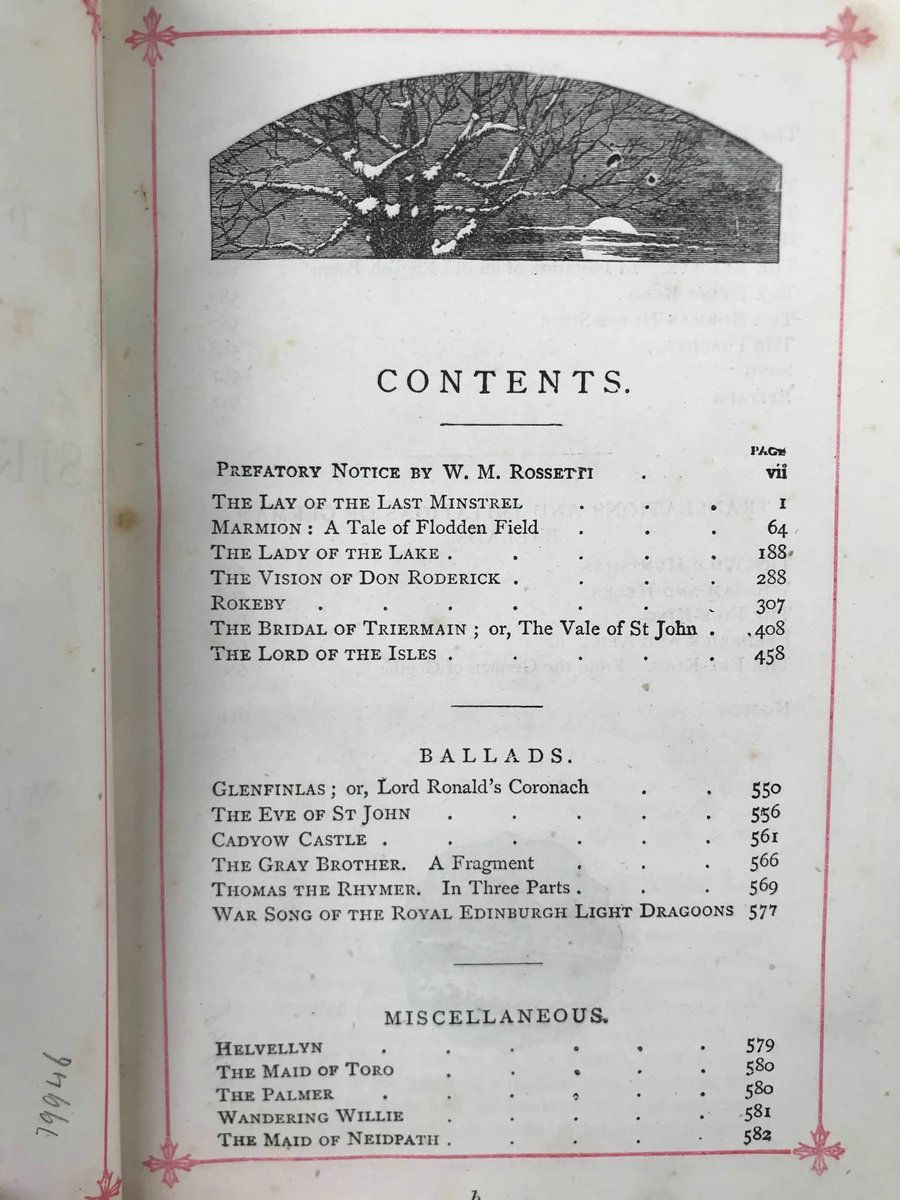 CONTENTS.
PAGE
PREFATORY NOTICE BY W. M. ROSSETTI . vii
THE LAY OF THE LAST MINSTREL . . . 1
MARMION: A Tale of Flodden Field . . . 64
THE LADY OF THE LAKE . . . . . 188
THE VISION OF DON RODERICK . . . . 288
ROKEBY . . . . . . . 307
THE BRIDAL OF TRIERMAIN; or, The Vale of St John . 408
THE LORD OF THE ISLES . . . . . 458
BALLADS.
GLENFINLAS; or, Lord Ronald's Coronach . . 550
THE EVE OF ST JOHN . . . . . 556
CADYOW CASTLE . . . . . . 561
THE GRAY BROTHER. A Fragment . . . 566
THOMAS THE RHYMER. In Three Parts . . . 569
WAR SONG OF THE ROYAL EDINBURGH LIGHT DRAGOONS 577
MISCELLANEOUS.
HELVELLYN . . . . . . 579
THE MAID OF TORO . . . . . 580
THE PALMER . . . . . . 580
WANDERING WILLIE . . . . . 581
THE MAID OF NEIDPATH . . . . . 582
b
79946